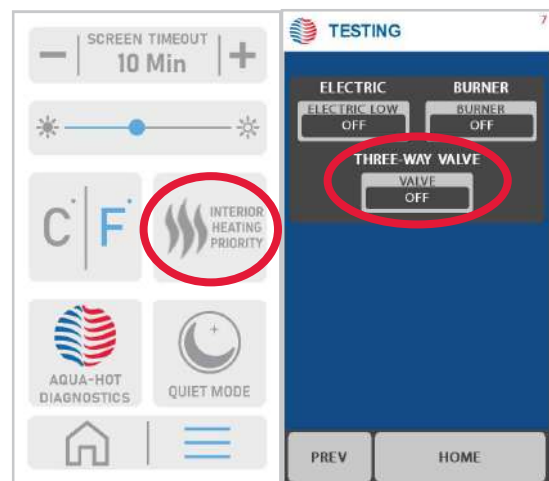 SCREEN TIMEOUT
10 Min
C° F°
INTERIOR
HEATING
PRIORITY
AQUA-HOT
DIAGNOSTICS
QUIET MODE
TESTING
7
ELECTRIC BURNER
ELECTRIC LOW BURNER
OFF OFF
THREE-WAY VALVE
VALVE
OFF
PREV HOME